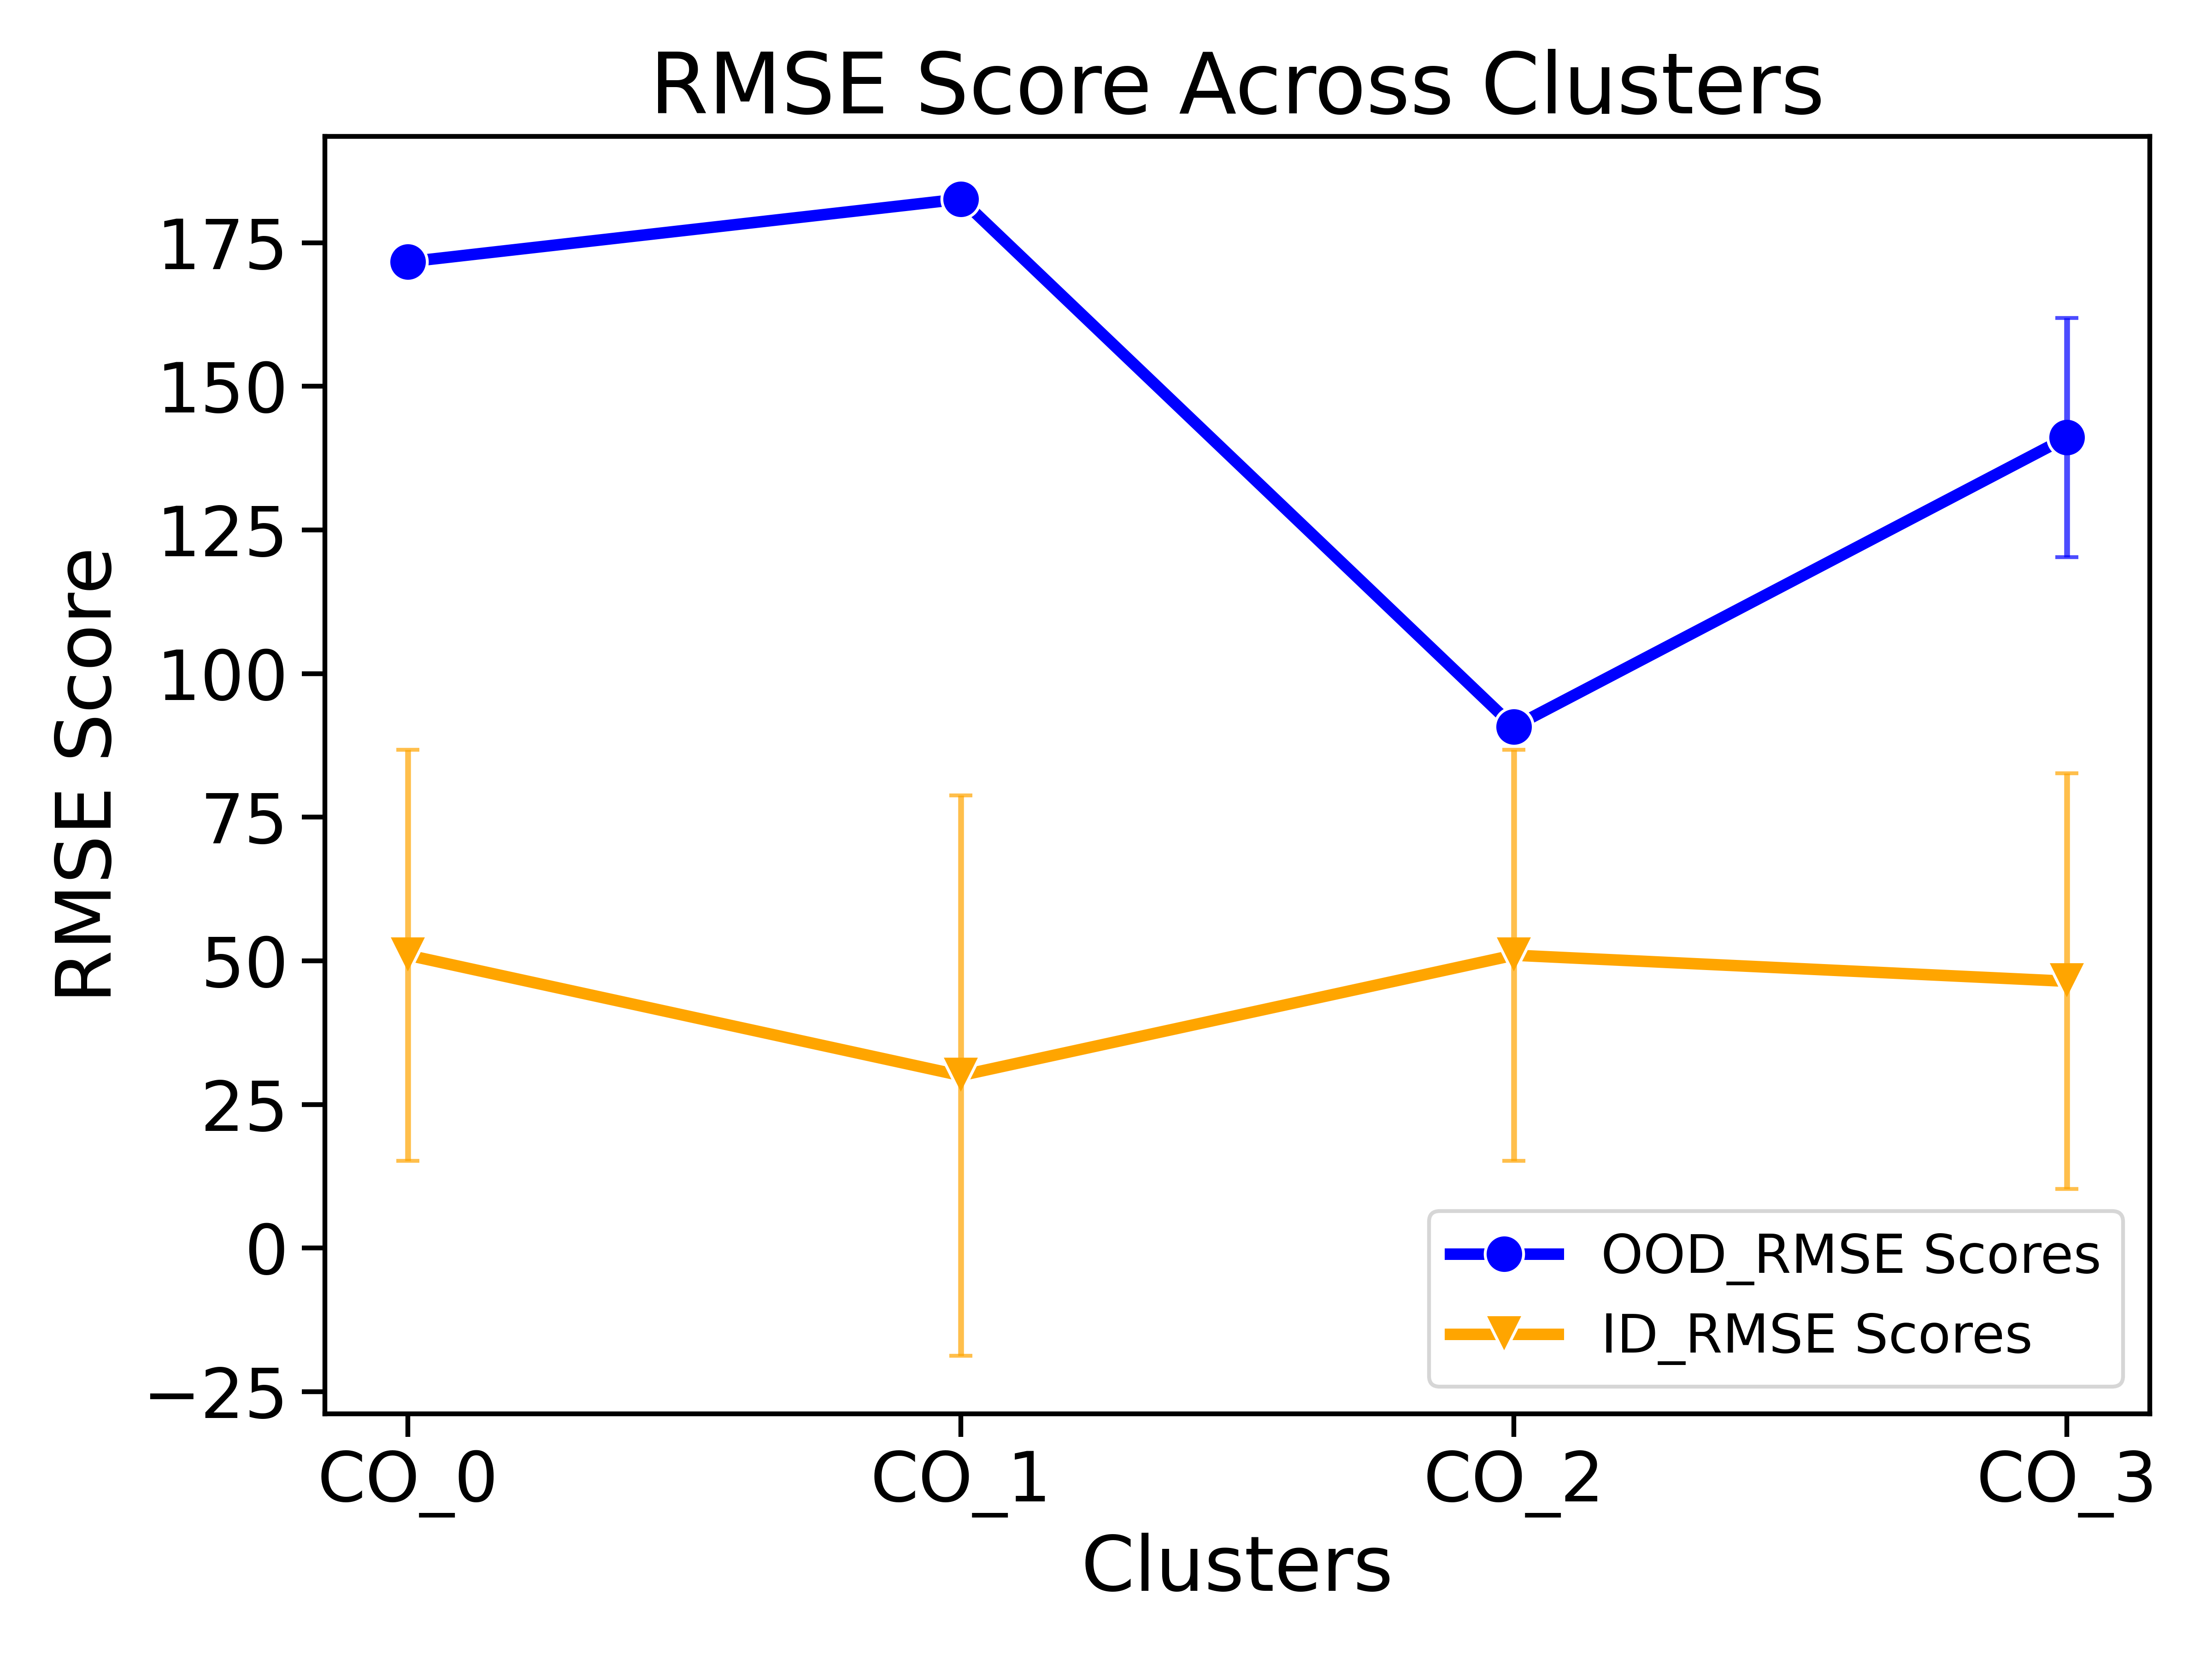 RMSE Score Across Clusters
RMSE Score
175
150
125
100
75
50
25
0
−25
OOD_RMSE Scores
ID_RMSE Scores
CO_0
CO_1
CO_2
CO_3
Clusters